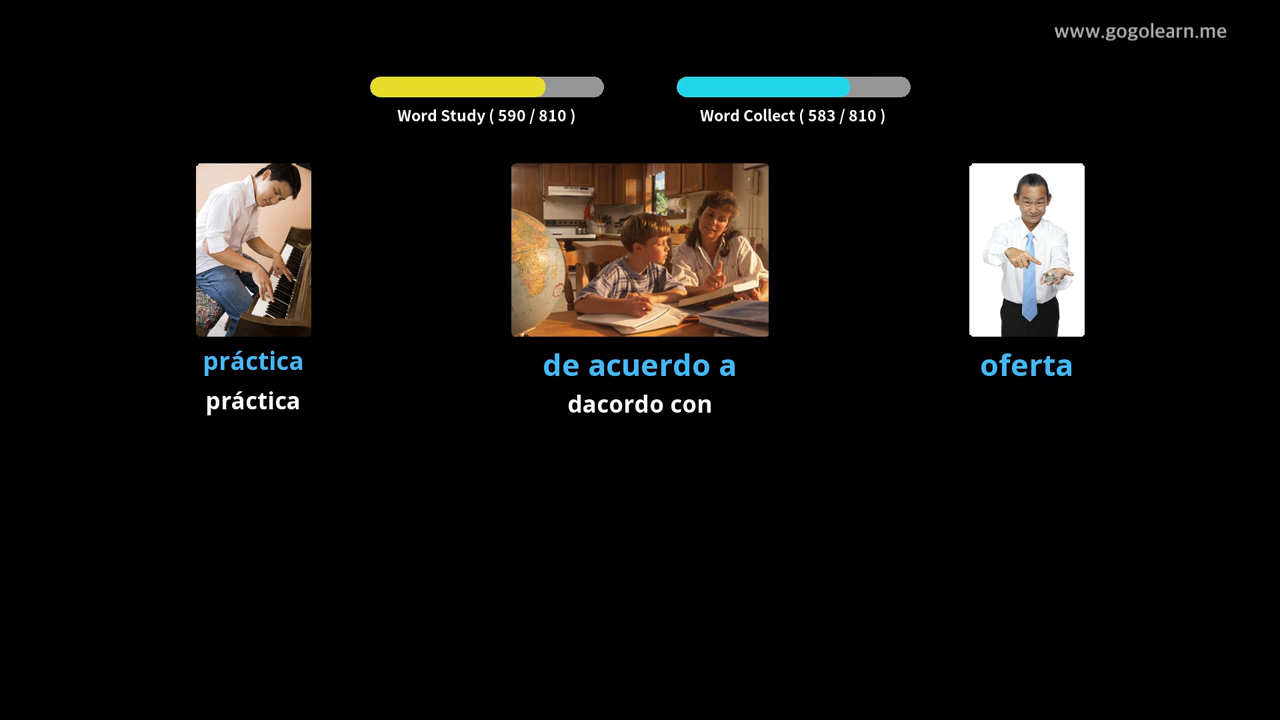 www.gogolearn.me
Word Study ( 590 / 810 )
Word Collect ( 583 / 810 )
práctica
práctica
de acuerdo a
dacordo con
oferta